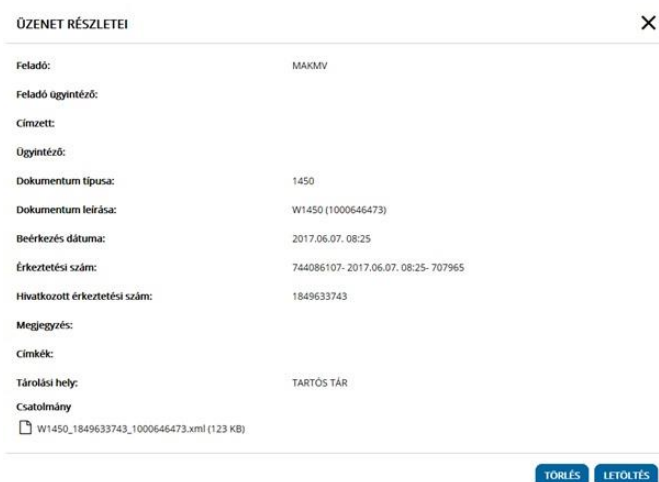 ÜZENET RÉSZLETEI
Feladó: MAKMV
Feladó ügyintéző:
Címzett:
Ügyintéző:
Dokumentum típusa: 1450
Dokumentum leírása: W1450 (1000646473)
Beérkezés dátuma: 2017.06.07. 08:25
Érkeztetési szám: 744086107- 2017.06.07. 08:25- 707965
Hivatkozott érkeztetési szám: 1849633743
Megjegyzés:
Címkék:
Tárolási hely: TARTÓS TÁR
Csatolmány
W1450_1849633743_1000646473.xml (123 KB)
TÖRLÉS LETÖLTÉS